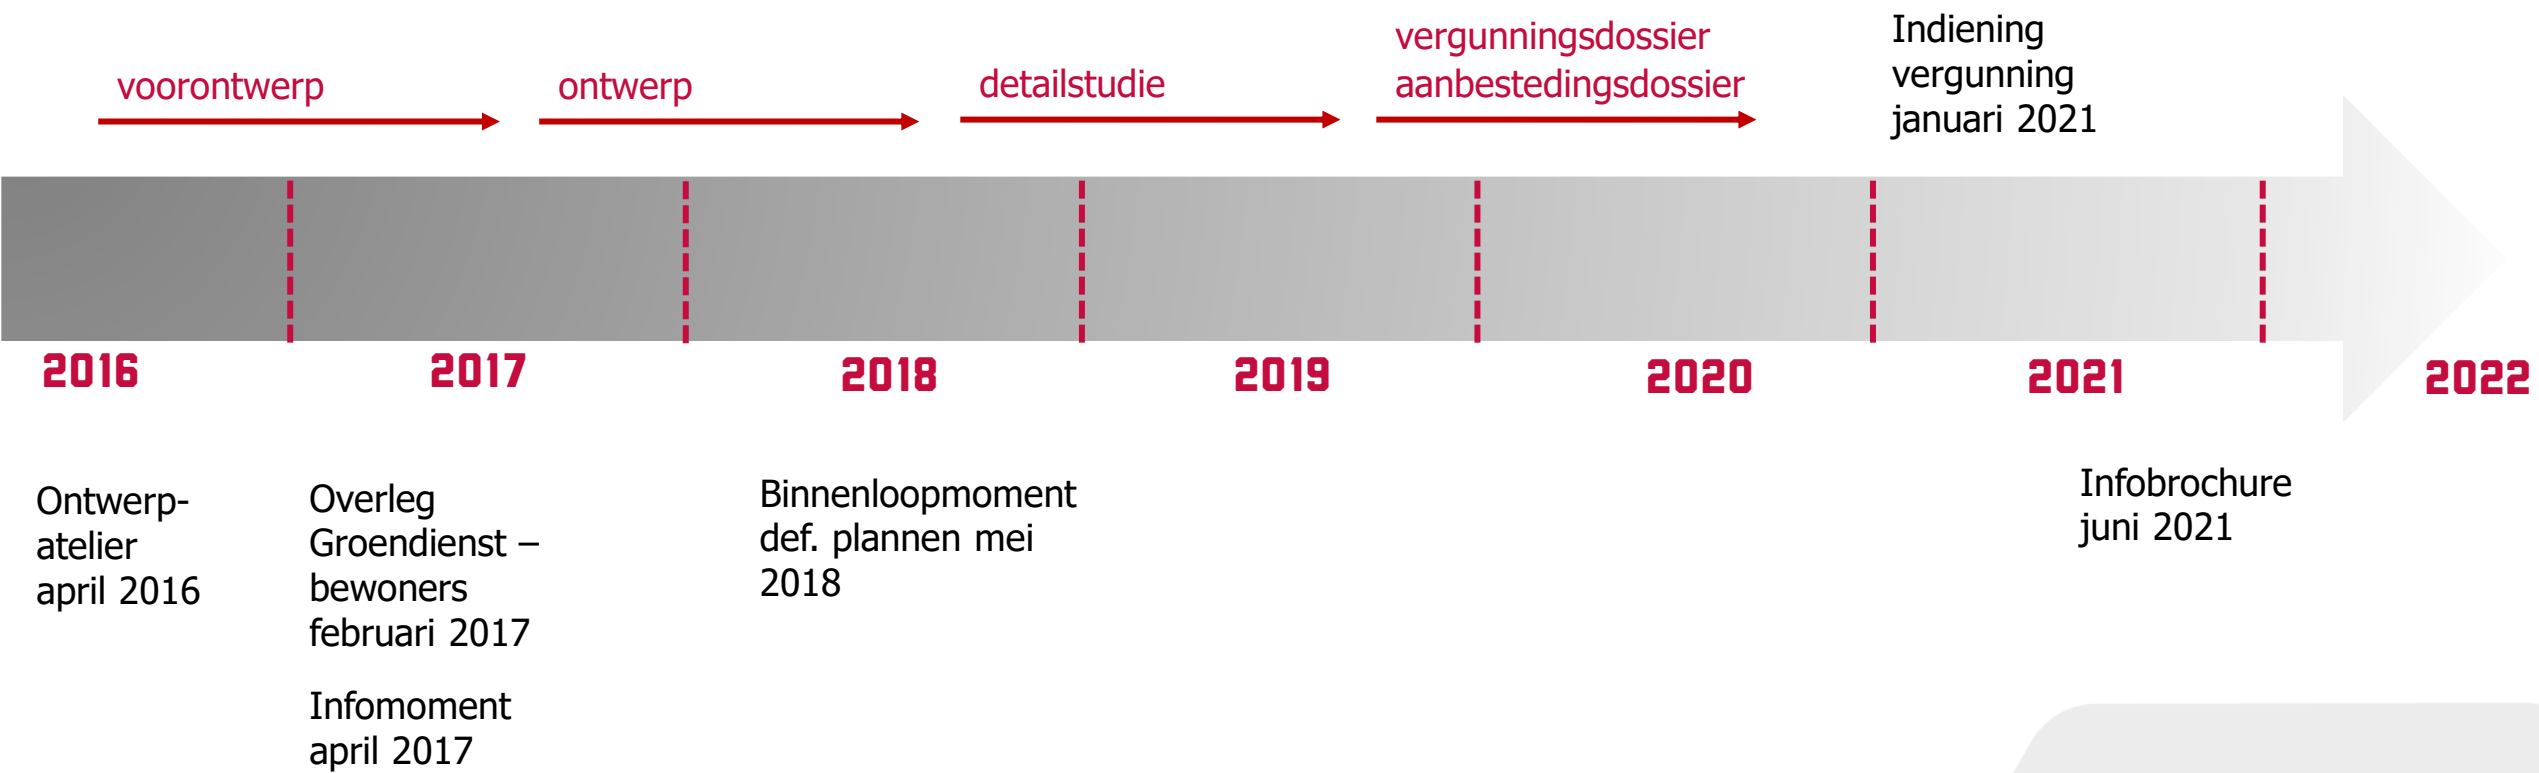 voorontwerp
ontwerp
detailstudie
vergunningsdossier
aanbestedingsdossier
Indiening
vergunning
januari 2021
2016
2017
2018
2019
2020
2021
2022
Ontwerp-
atelier
april 2016
Overleg
Groendienst –
bewoners
februari 2017
Infomoment
april 2017
Binnenloopmoment
def. plannen mei
2018
Infobrochure
juni 2021